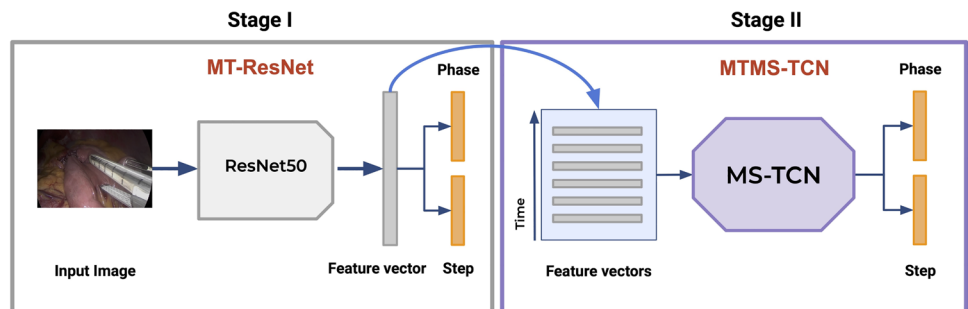 Stage I
Stage II
MT-ResNet
Phase
MTMS-TCN
Phase
ResNet50
MS-TCN
Time
Input Image
Feature vector
Step
Feature vectors
Step